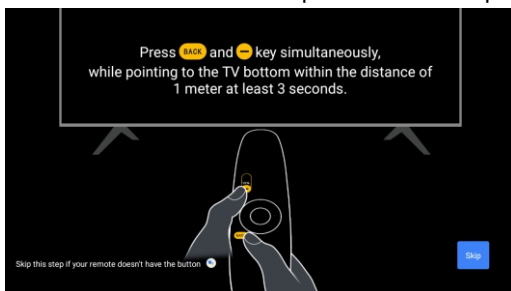 Press BACK and − key simultaneously,
while pointing to the TV bottom within the distance of
1 meter at least 3 seconds.
Skip this step if your remote doesn't have the button
Skip